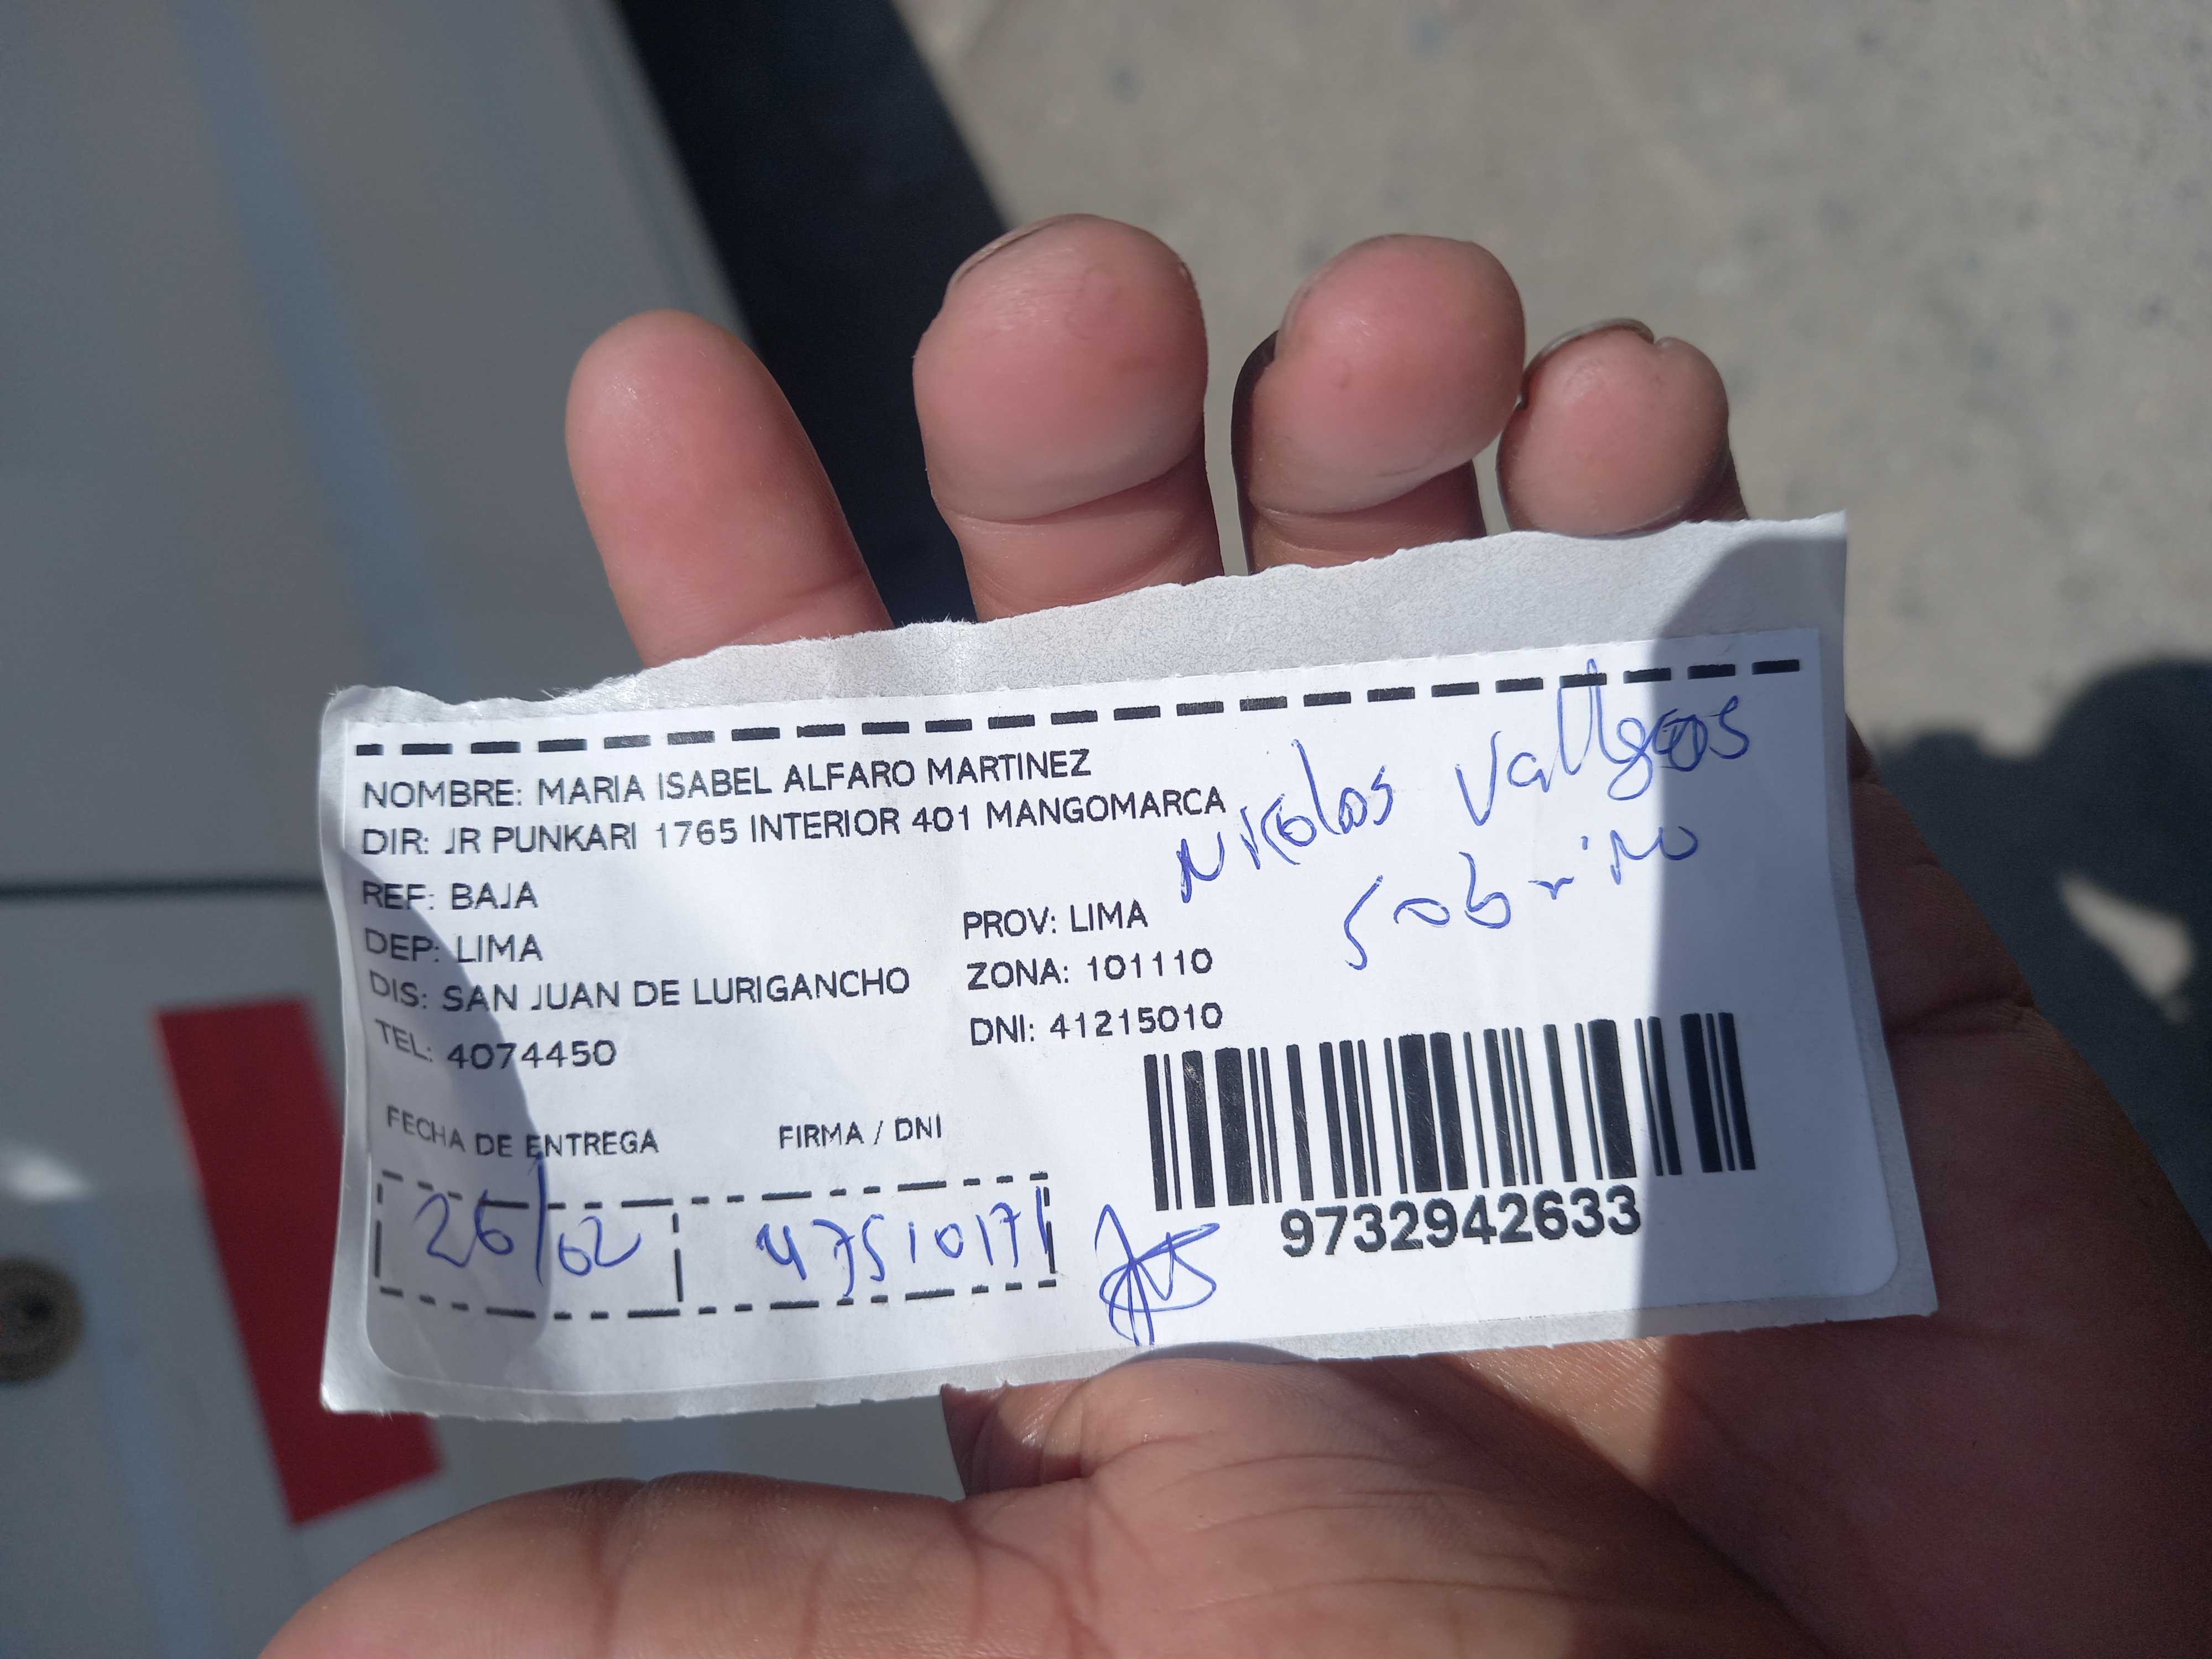 NOMBRE: MARIA ISABEL ALFARO MARTINEZ
DIR: JR PUNKARI 1765 INTERIOR 401 MANGOMARCA
Nicolas Vallejos
Sobrino
REF: BAJA
DEP: LIMA
PROV: LIMA
DIS: SAN JUAN DE LURIGANCHO
ZONA: 101110
TEL: 4074450
DNI: 41215010
FECHA DE ENTREGA
FIRMA / DNI
26/02
47510171
9732942633